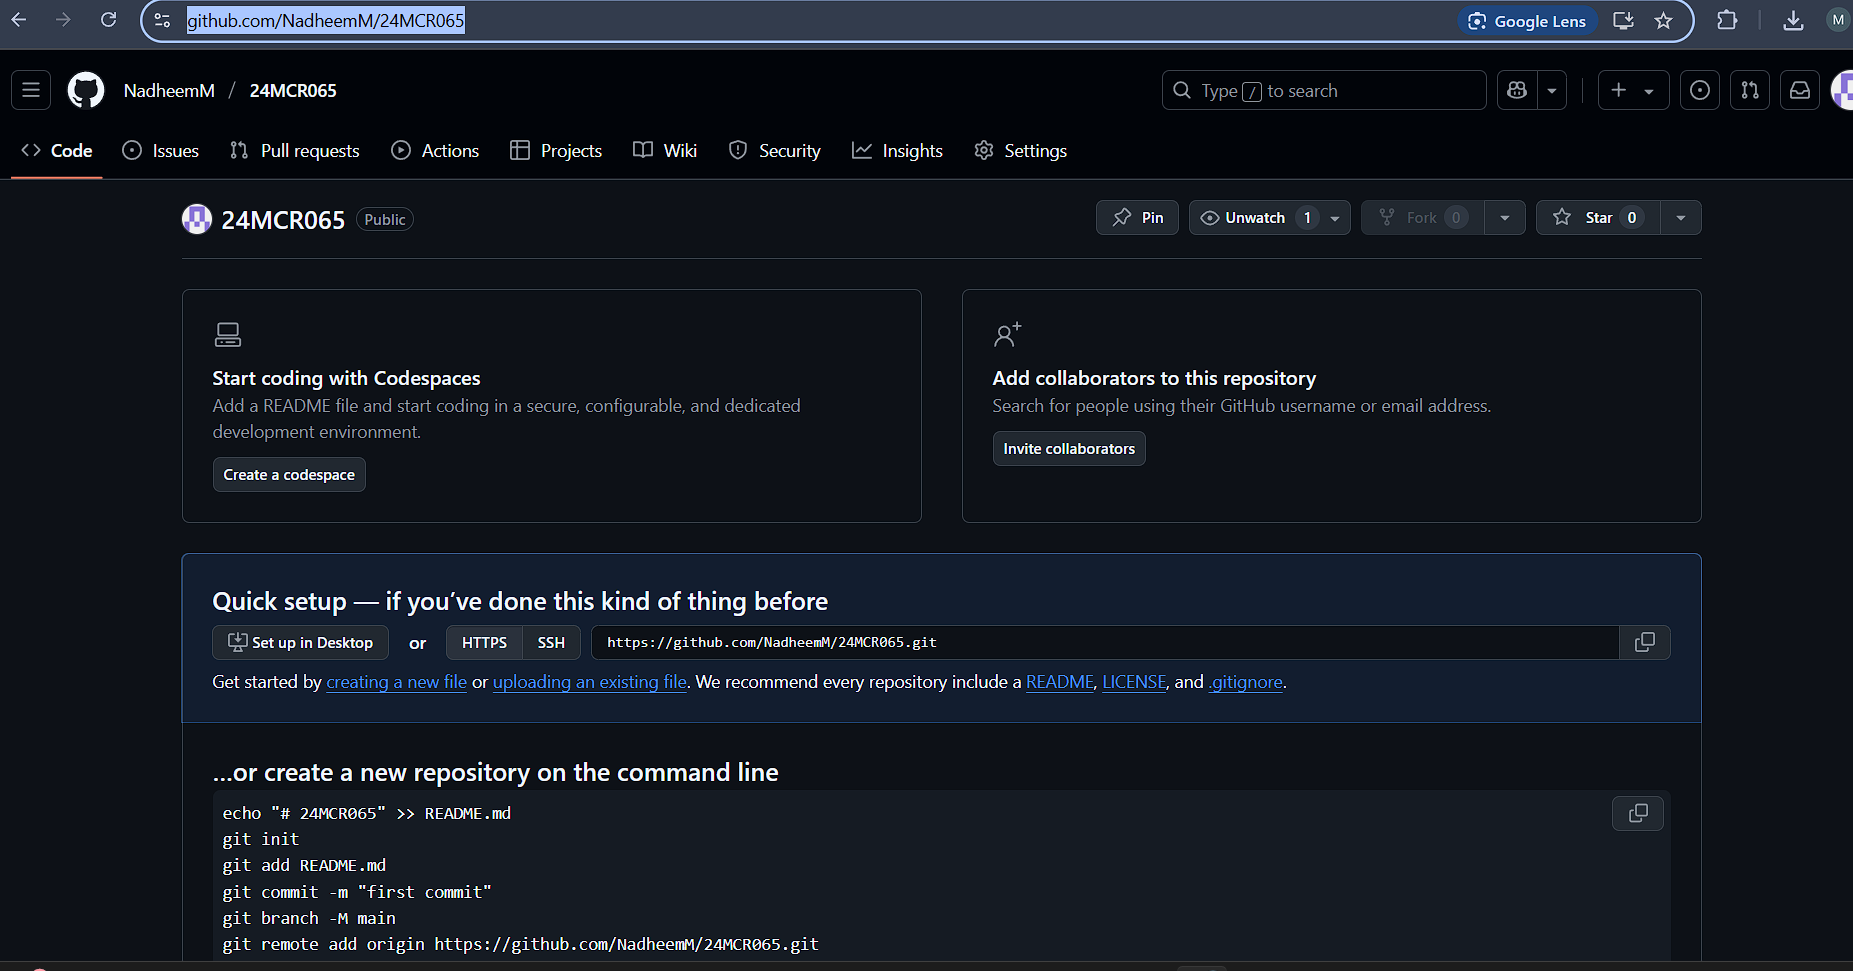 github.com/NadheemM/24MCR065
Google Lens
M
NadheemM / 24MCR065
Type / to search
Code Issues Pull requests Actions Projects Wiki Security Insights Settings
24MCR065 Public
Pin Unwatch 1 Fork 0 Star 0
Start coding with Codespaces
Add a README file and start coding in a secure, configurable, and dedicated
development environment.
Create a codespace
Add collaborators to this repository
Search for people using their GitHub username or email address.
Invite collaborators
Quick setup — if you’ve done this kind of thing before
Set up in Desktop or HTTPS SSH https://github.com/NadheemM/24MCR065.git
Get started by creating a new file or uploading an existing file. We recommend every repository include a README, LICENSE, and .gitignore.
…or create a new repository on the command line
echo "# 24MCR065" >> README.md
git init
git add README.md
git commit -m "first commit"
git branch -M main
git remote add origin https://github.com/NadheemM/24MCR065.git